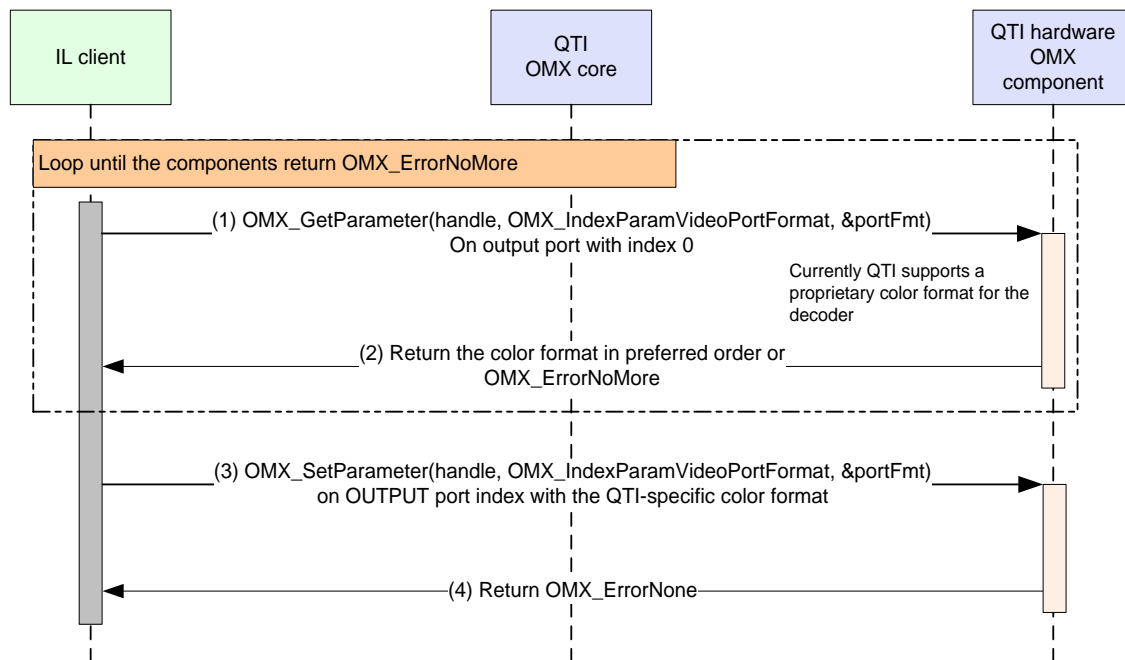 IL client
QTI
OMX core
QTI hardware
OMX
component
Loop until the components return OMX_ErrorNoMore
(1) OMX_GetParameter(handle, OMX_IndexParamVideoPortFormat, &portFmt)
On output port with index 0
Currently QTI supports a
proprietary color format for the
decoder
(2) Return the color format in preferred order or
OMX_ErrorNoMore
(3) OMX_SetParameter(handle, OMX_IndexParamVideoPortFormat, &portFmt)
on OUTPUT port index with the QTI-specific color format
(4) Return OMX_ErrorNone